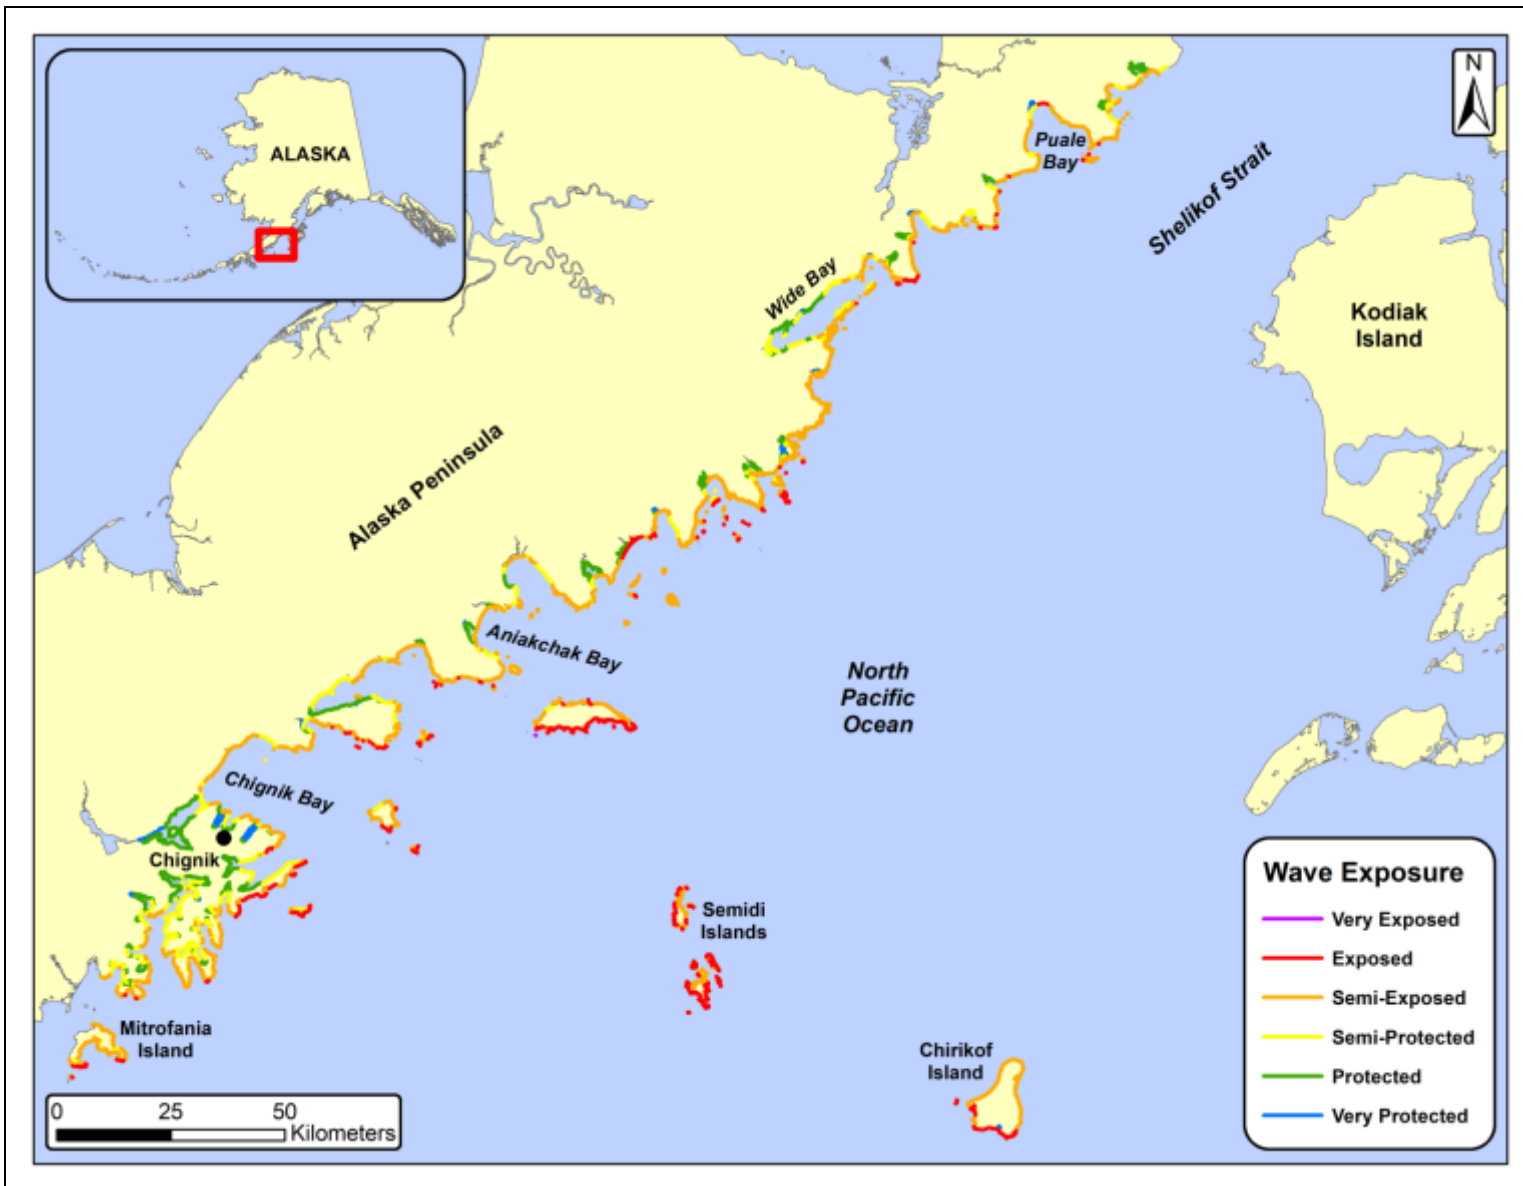 ALASKA
N
Puale
Bay
Shelikof Strait
Wide Bay
Kodiak
Island
Alaska Peninsula
Aniakchak Bay
North
Pacific
Ocean
Chignik Bay
Chignik
Semidi
Islands
Mitrofania
Island
Chirikof
Island
0 25 50
Kilometers
Wave Exposure
Very Exposed
Exposed
Semi-Exposed
Semi-Protected
Protected
Very Protected